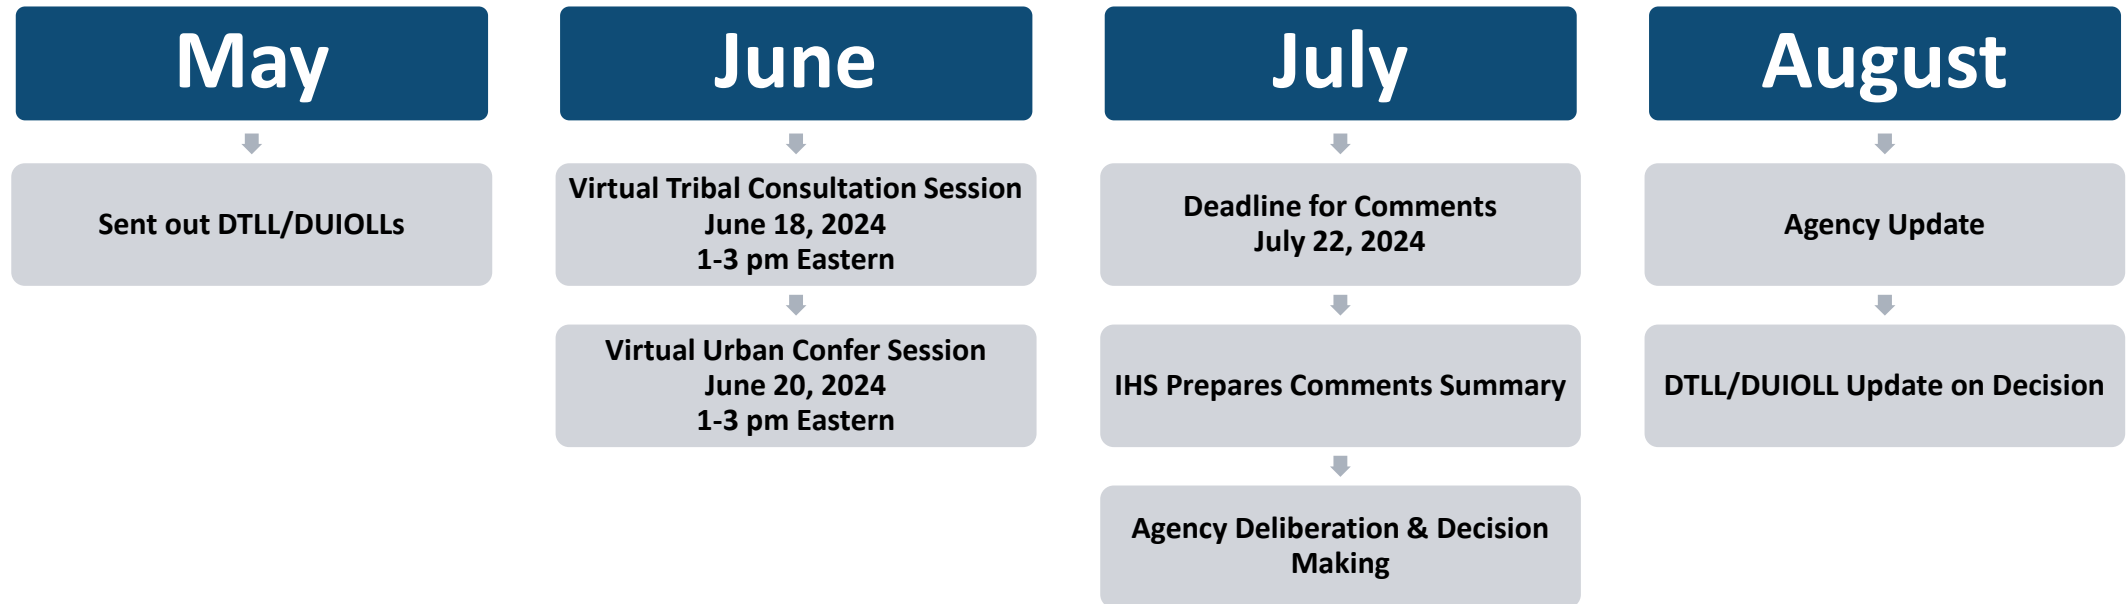 May
Sent out DTLL/DUIOLLs
June
Virtual Tribal Consultation Session
June 18, 2024
1-3 pm Eastern
Virtual Urban Confer Session
June 20, 2024
1-3 pm Eastern
July
Deadline for Comments
July 22, 2024
IHS Prepares Comments Summary
Agency Deliberation & Decision
Making
August
Agency Update
DTLL/DUIOLL Update on Decision